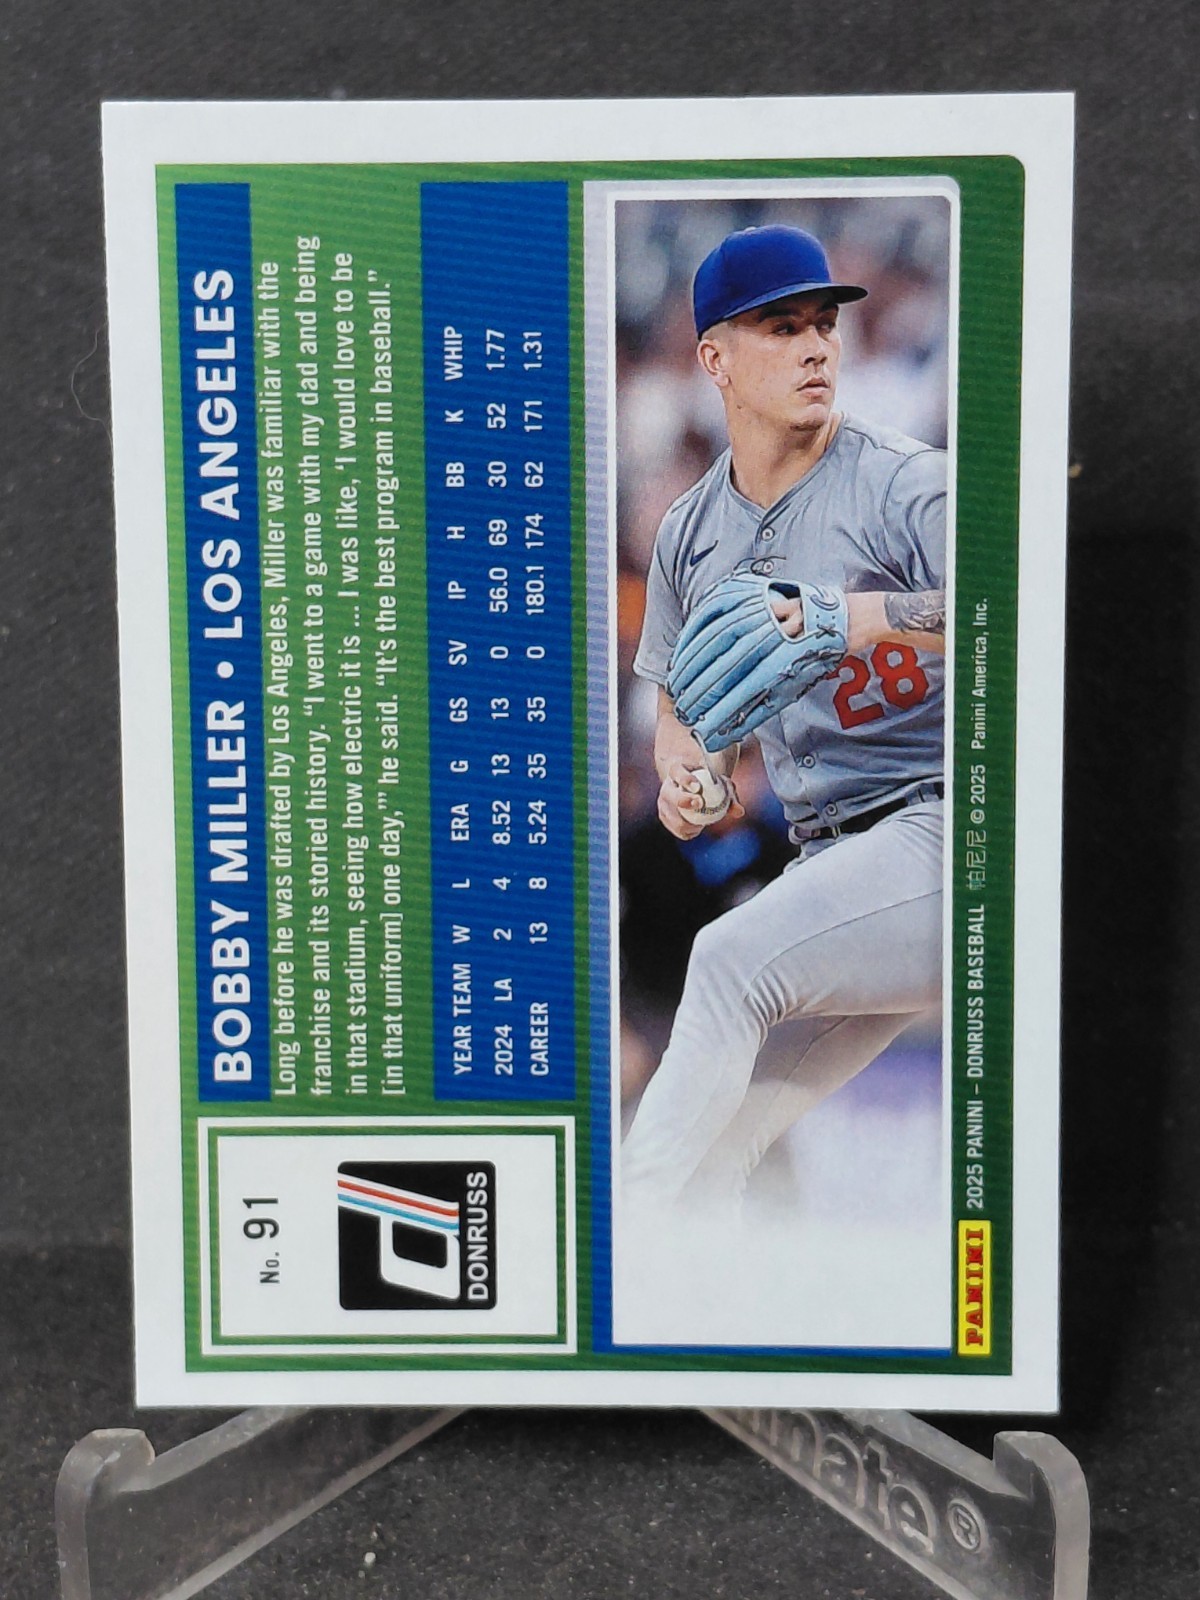 No. 91
DONRUSS
BOBBY MILLER • LOS ANGELES
Long before he was drafted by Los Angeles, Miller was familiar with the
franchise and its storied history. “I went to a game with my dad and being
in that stadium, seeing how electric it is ... I was like, ‘I would love to be
[in that uniform] one day,’” he said. “It’s the best program in baseball.”
YEAR TEAM W L ERA G GS SV IP H BB K WHIP
2024 LA 2 4 8.52 13 13 0 56.0 69 30 52 1.77
CAREER 13 8 5.24 35 35 0 180.1 174 62 171 1.31
28
PANINI 2025 PANINI – DONRUSS BASEBALL 帕尼尼 © 2025 Panini America, Inc.